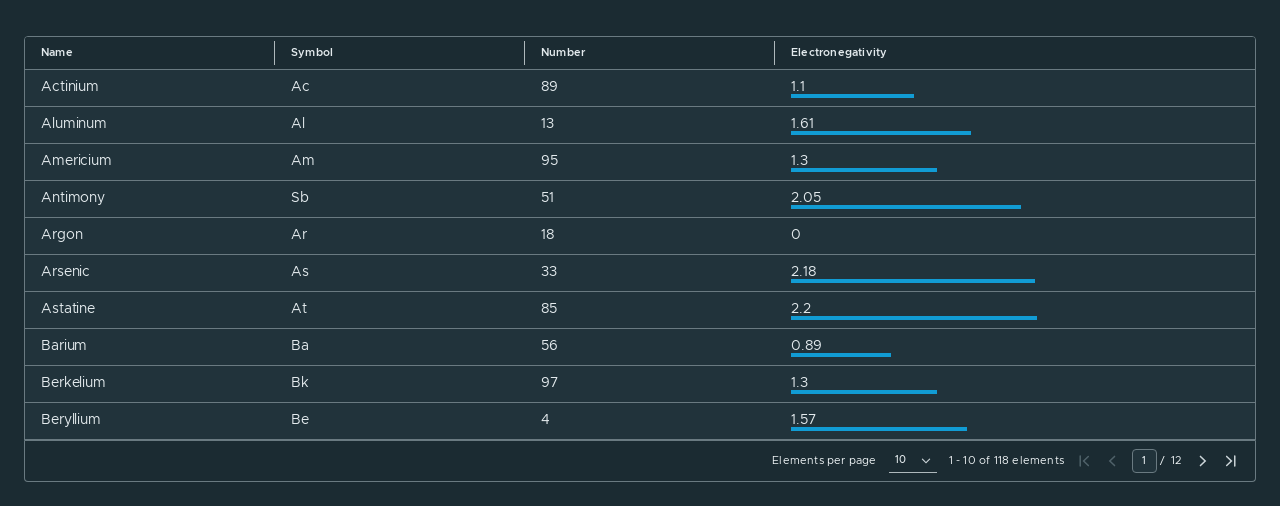 Name Symbol Number Electronegativity
Actinium Ac 89 1.1
Aluminum Al 13 1.61
Americium Am 95 1.3
Antimony Sb 51 2.05
Argon Ar 18 0
Arsenic As 33 2.18
Astatine At 85 2.2
Barium Ba 56 0.89
Berkelium Bk 97 1.3
Beryllium Be 4 1.57
Elements per page 10 1 - 10 of 118 elements 1 / 12